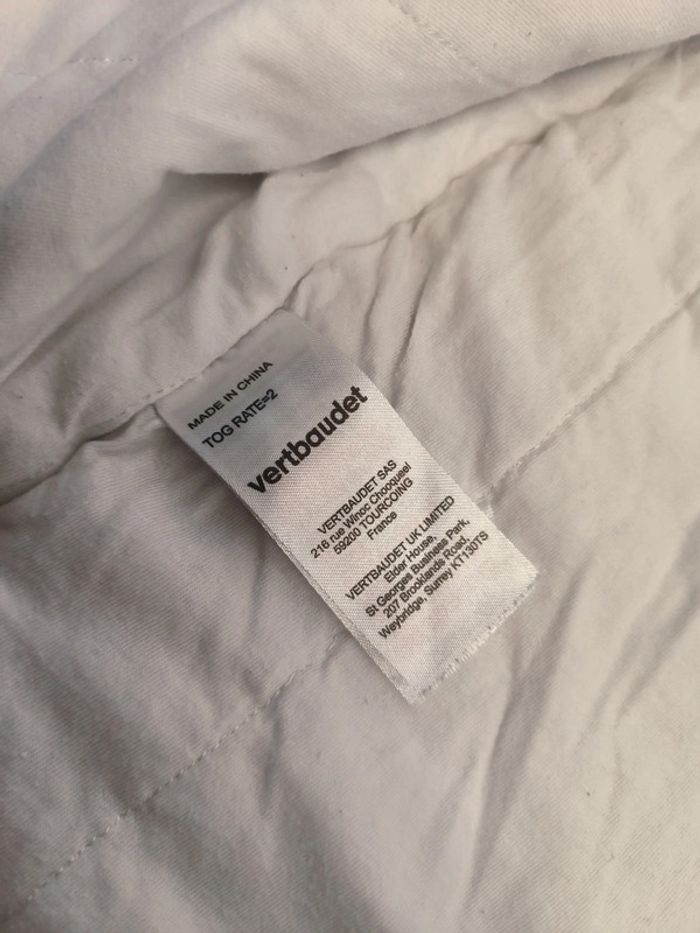 MADE IN CHINA
TOG RATE=2
vertbaudet
VERTBAUDET SAS
216 rue Winoc Chocqueel
59200 TOURCOING
France
VERTBAUDET UK LIMITED
Elder House,
St Georges Business Park,
207 Brooklands Road,
Weybridge, Surrey KT130TS